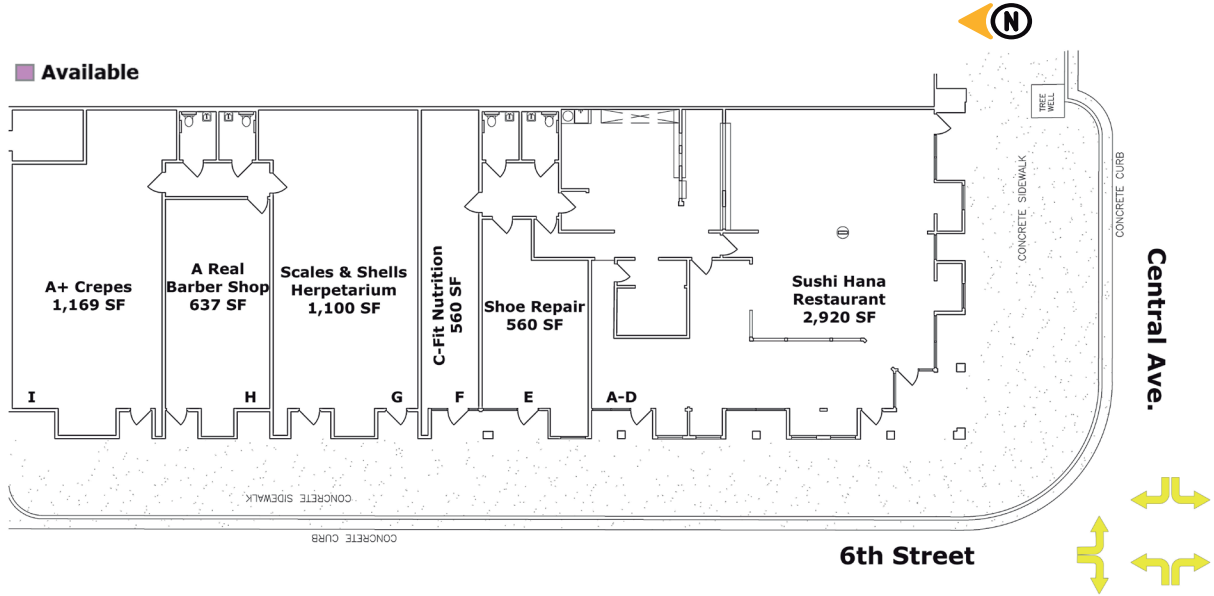 N
Available
TREE
WELL
CONCRETE SIDEWALK
CONCRETE CURB
Central Ave.
A+ Crepes
1,169 SF
A Real
Barber Shop
637 SF
Scales & Shells
Herpetarium
1,100 SF
C-Fit Nutrition
560 SF
Shoe Repair
560 SF
Sushi Hana
Restaurant
2,920 SF
I
H
G
F
E
A-D
CONCRETE SIDEWALK
CONCRETE CURB
6th Street